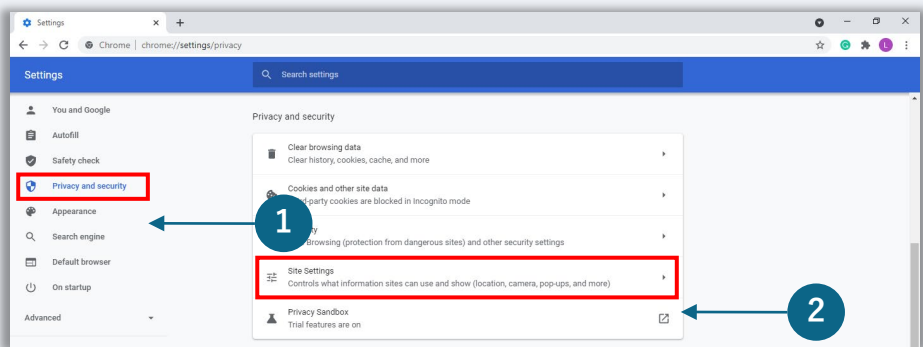 Settings
Chrome | chrome://settings/privacy
L
Settings
Search settings
You and Google
Autofill
Safety check
Privacy and security
Appearance
Search engine
Default browser
On startup
Advanced
Privacy and security
Clear browsing data
Clear history, cookies, cache, and more
Cookies and other site data
cookies are blocked in Incognito mode
Browsing (protection from dangerous sites) and other security settings
Site Settings
Controls what information sites can use and show (location, camera, pop-ups, and more)
Privacy Sandbox
Trial features are on
1
2